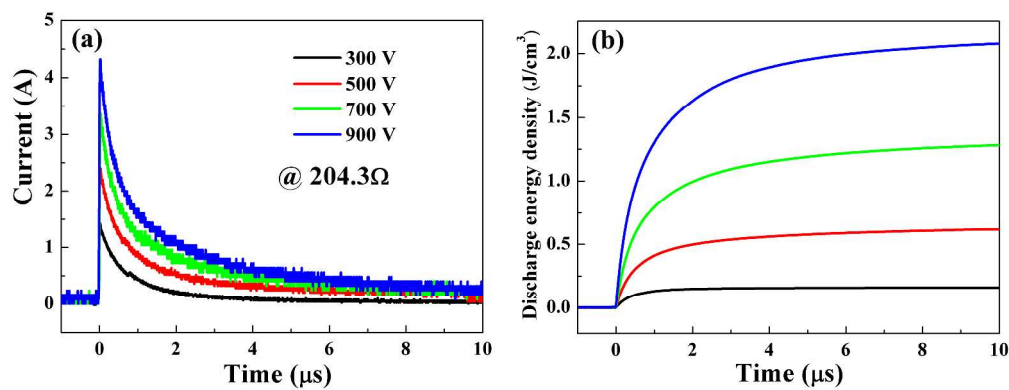 (a)
300 V
500 V
700 V
900 V
@ 204.3Ω
Current (A)
5
4
3
2
1
0
0 2 4 6 8 10
Time (μs)
(b)
Discharge energy density (J/cm³)
2.0
1.5
1.0
0.5
0.0
0 2 4 6 8 10
Time (μs)